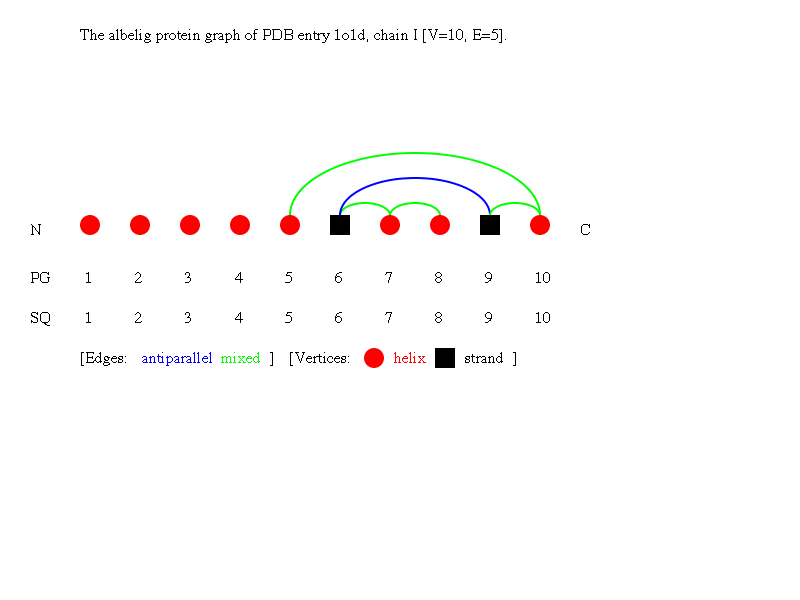 The albelig protein graph of PDB entry 1o1d, chain I [V=10, E=5].
N C
PG 1 2 3 4 5 6 7 8 9 10
SQ 1 2 3 4 5 6 7 8 9 10
[Edges: antiparallel mixed ] [Vertices: helix strand ]